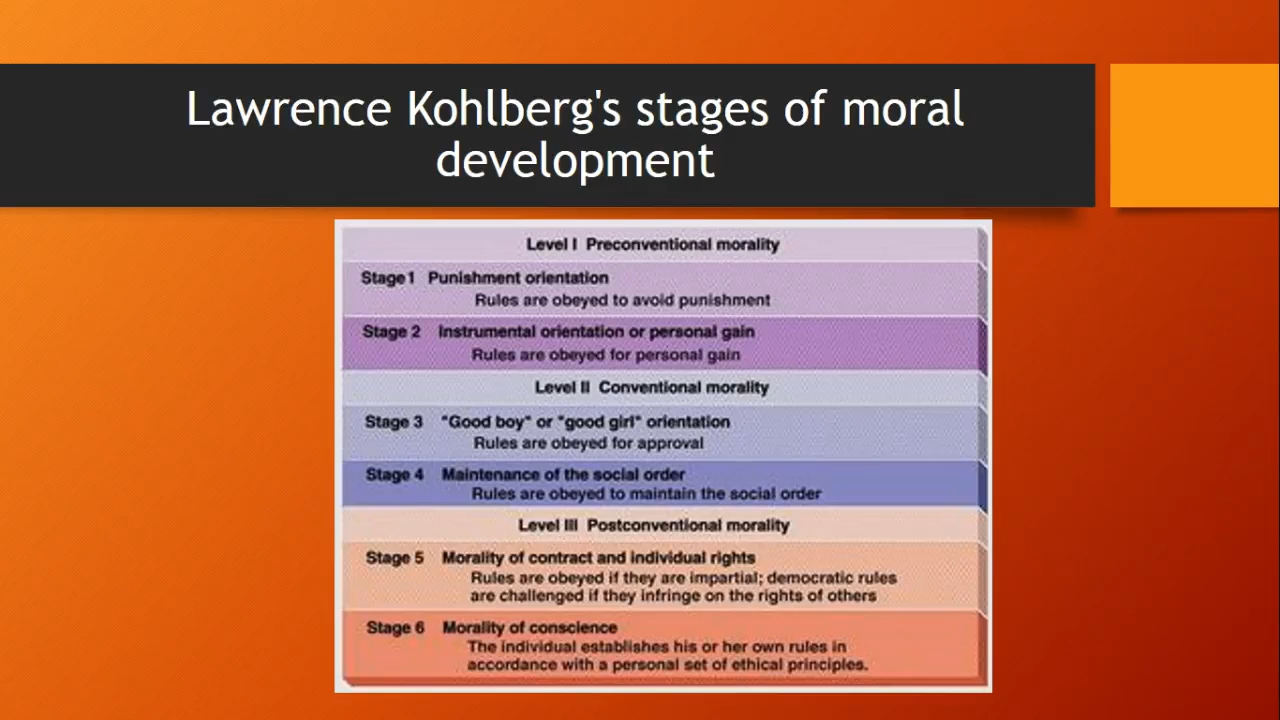 Lawrence Kohlberg's stages of moral
development
Level I Preconventional morality
Stage 1 Punishment orientation
Rules are obeyed to avoid punishment
Stage 2 Instrumental orientation or personal gain
Rules are obeyed for personal gain
Level II Conventional morality
Stage 3 "Good boy" or "good girl" orientation
Rules are obeyed for approval
Stage 4 Maintenance of the social order
Rules are obeyed to maintain the social order
Level III Postconventional morality
Stage 5 Morality of contract and individual rights
Rules are obeyed if they are impartial; democratic rules
are challenged if they infringe on the rights of others
Stage 6 Morality of conscience
The individual establishes his or her own rules in
accordance with a personal set of ethical principles.